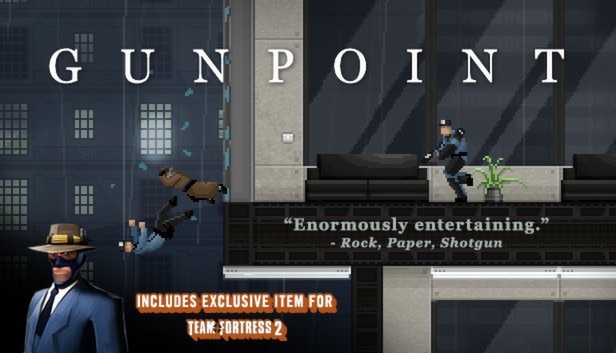 GUNPOINT
“Enormously entertaining.”
- Rock, Paper, Shotgun
INCLUDES EXCLUSIVE ITEM FOR
TEAM FORTRESS 2